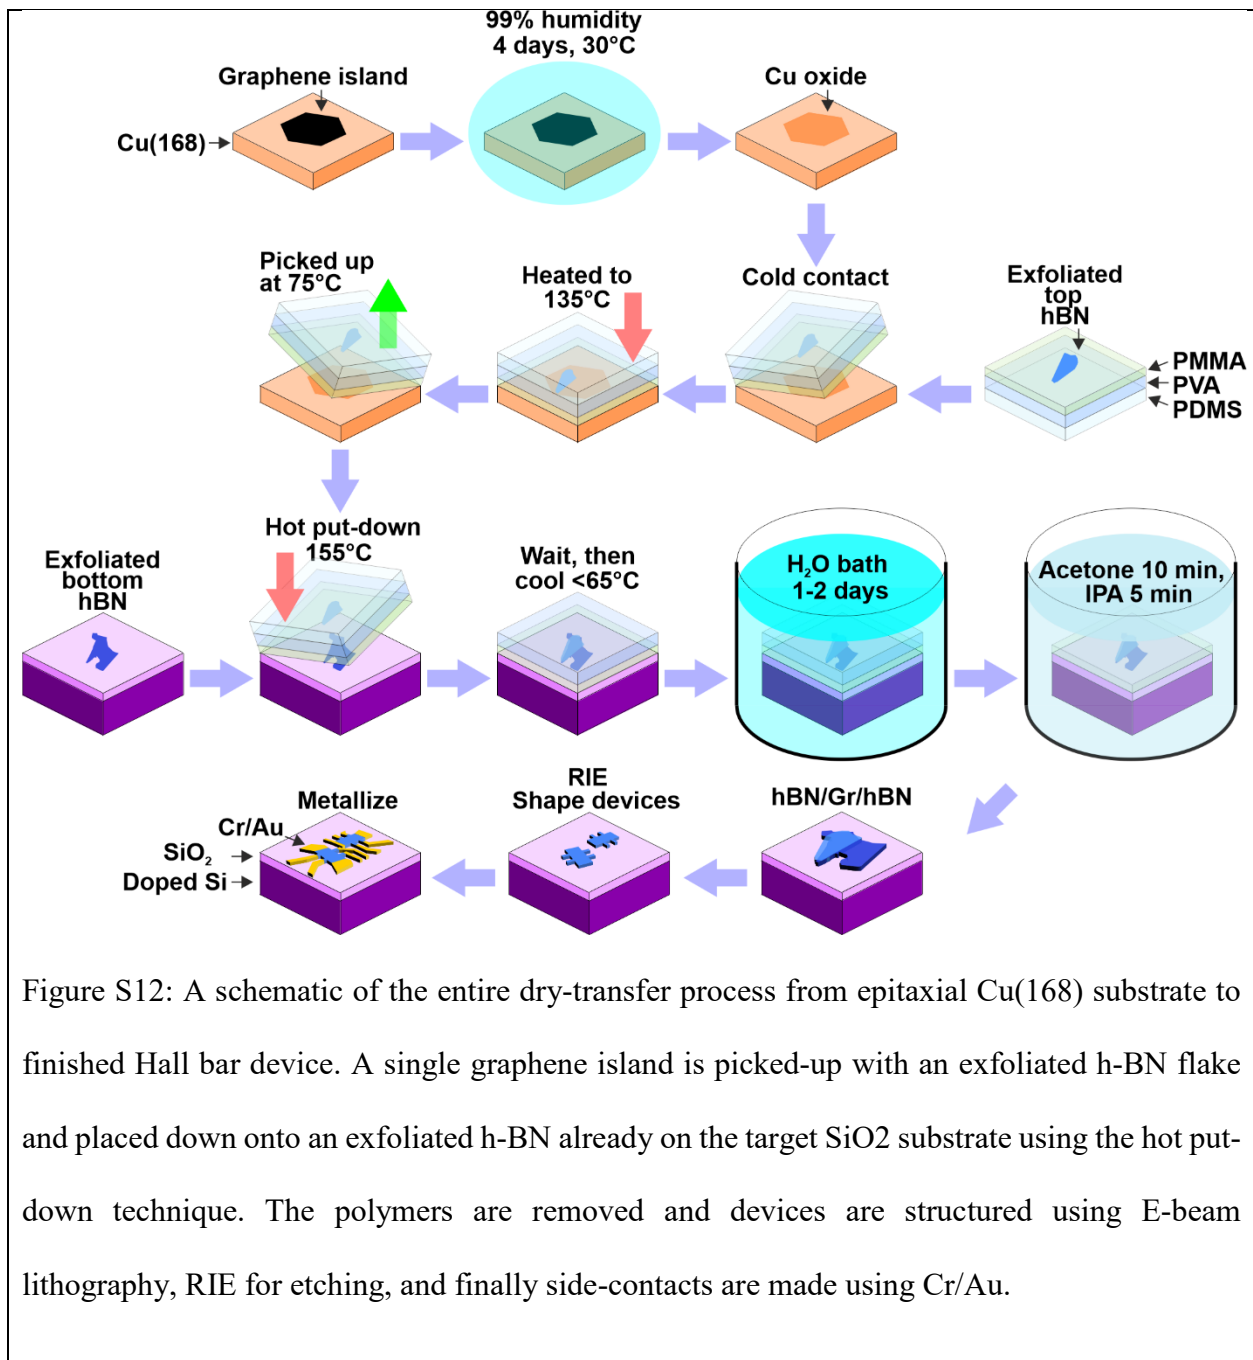 99% humidity
4 days, 30°C
Graphene island
Cu oxide
Cu(168)
Picked up
at 75°C
Heated to
135°C
Cold contact
Exfoliated
top
hBN
PMMA
PVA
PDMS
Exfoliated
bottom
hBN
Hot put-down
155°C
Wait, then
cool <65°C
H₂O bath
1-2 days
Acetone 10 min,
IPA 5 min
Metallize
Cr/Au
SiO₂
Doped Si
RIE
Shape devices
hBN/Gr/hBN
Figure S12: A schematic of the entire dry-transfer process from epitaxial Cu(168) substrate to
finished Hall bar device. A single graphene island is picked-up with an exfoliated h-BN flake
and placed down onto an exfoliated h-BN already on the target SiO2 substrate using the hot put-
down technique. The polymers are removed and devices are structured using E-beam
lithography, RIE for etching, and finally side-contacts are made using Cr/Au.